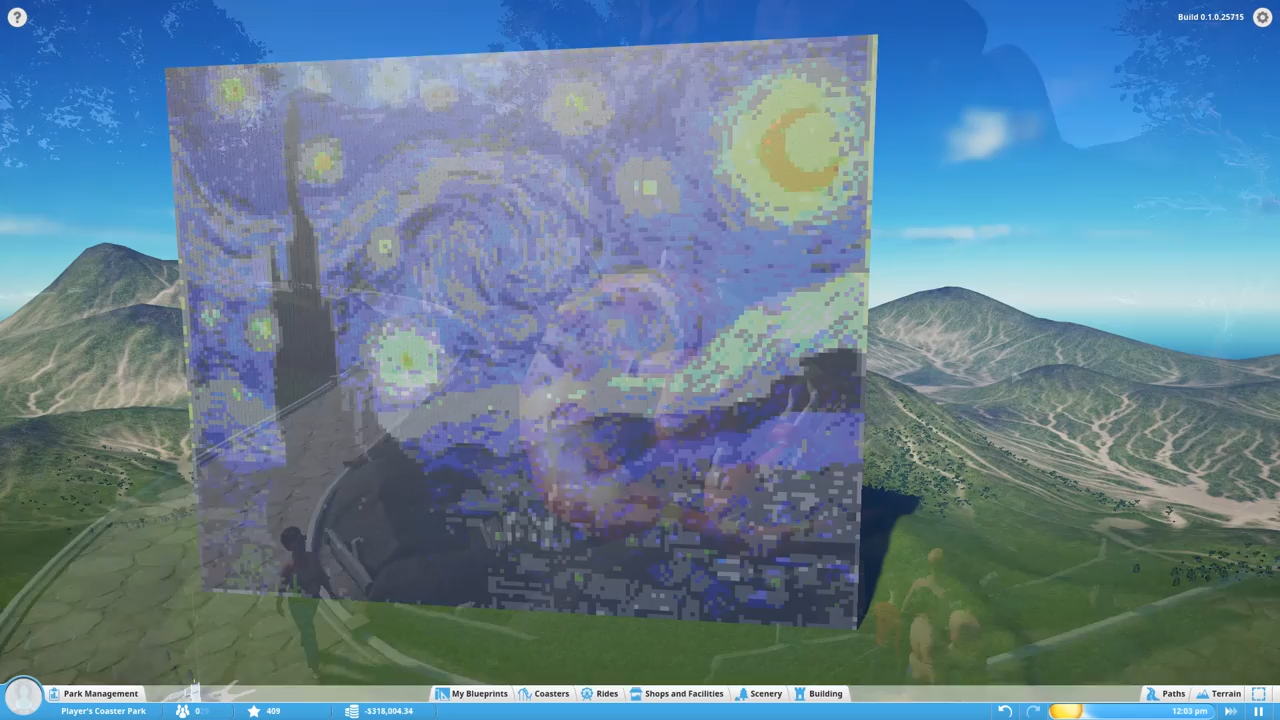 ?
Build 0.1.0.25715
Park Management
My Blueprints
Coasters
Rides
Shops and Facilities
Scenery
Building
Paths
Terrain
Player's Coaster Park
0
409
-$318,004.34
12:03 pm